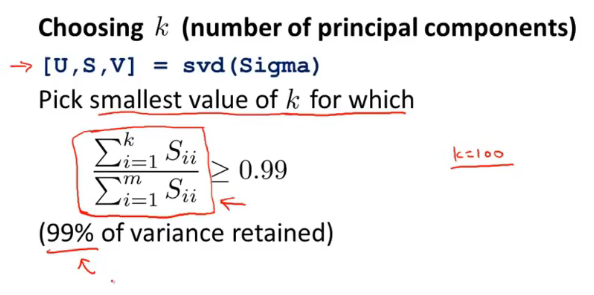 Choosing k (number of principal components)
→ [U,S,V] = svd(Sigma)
Pick smallest value of k for which
\frac{\sum_{i=1}^{k} S_{ii}}{\sum_{i=1}^{m} S_{ii}} ≥ 0.99
k=100
(99% of variance retained)